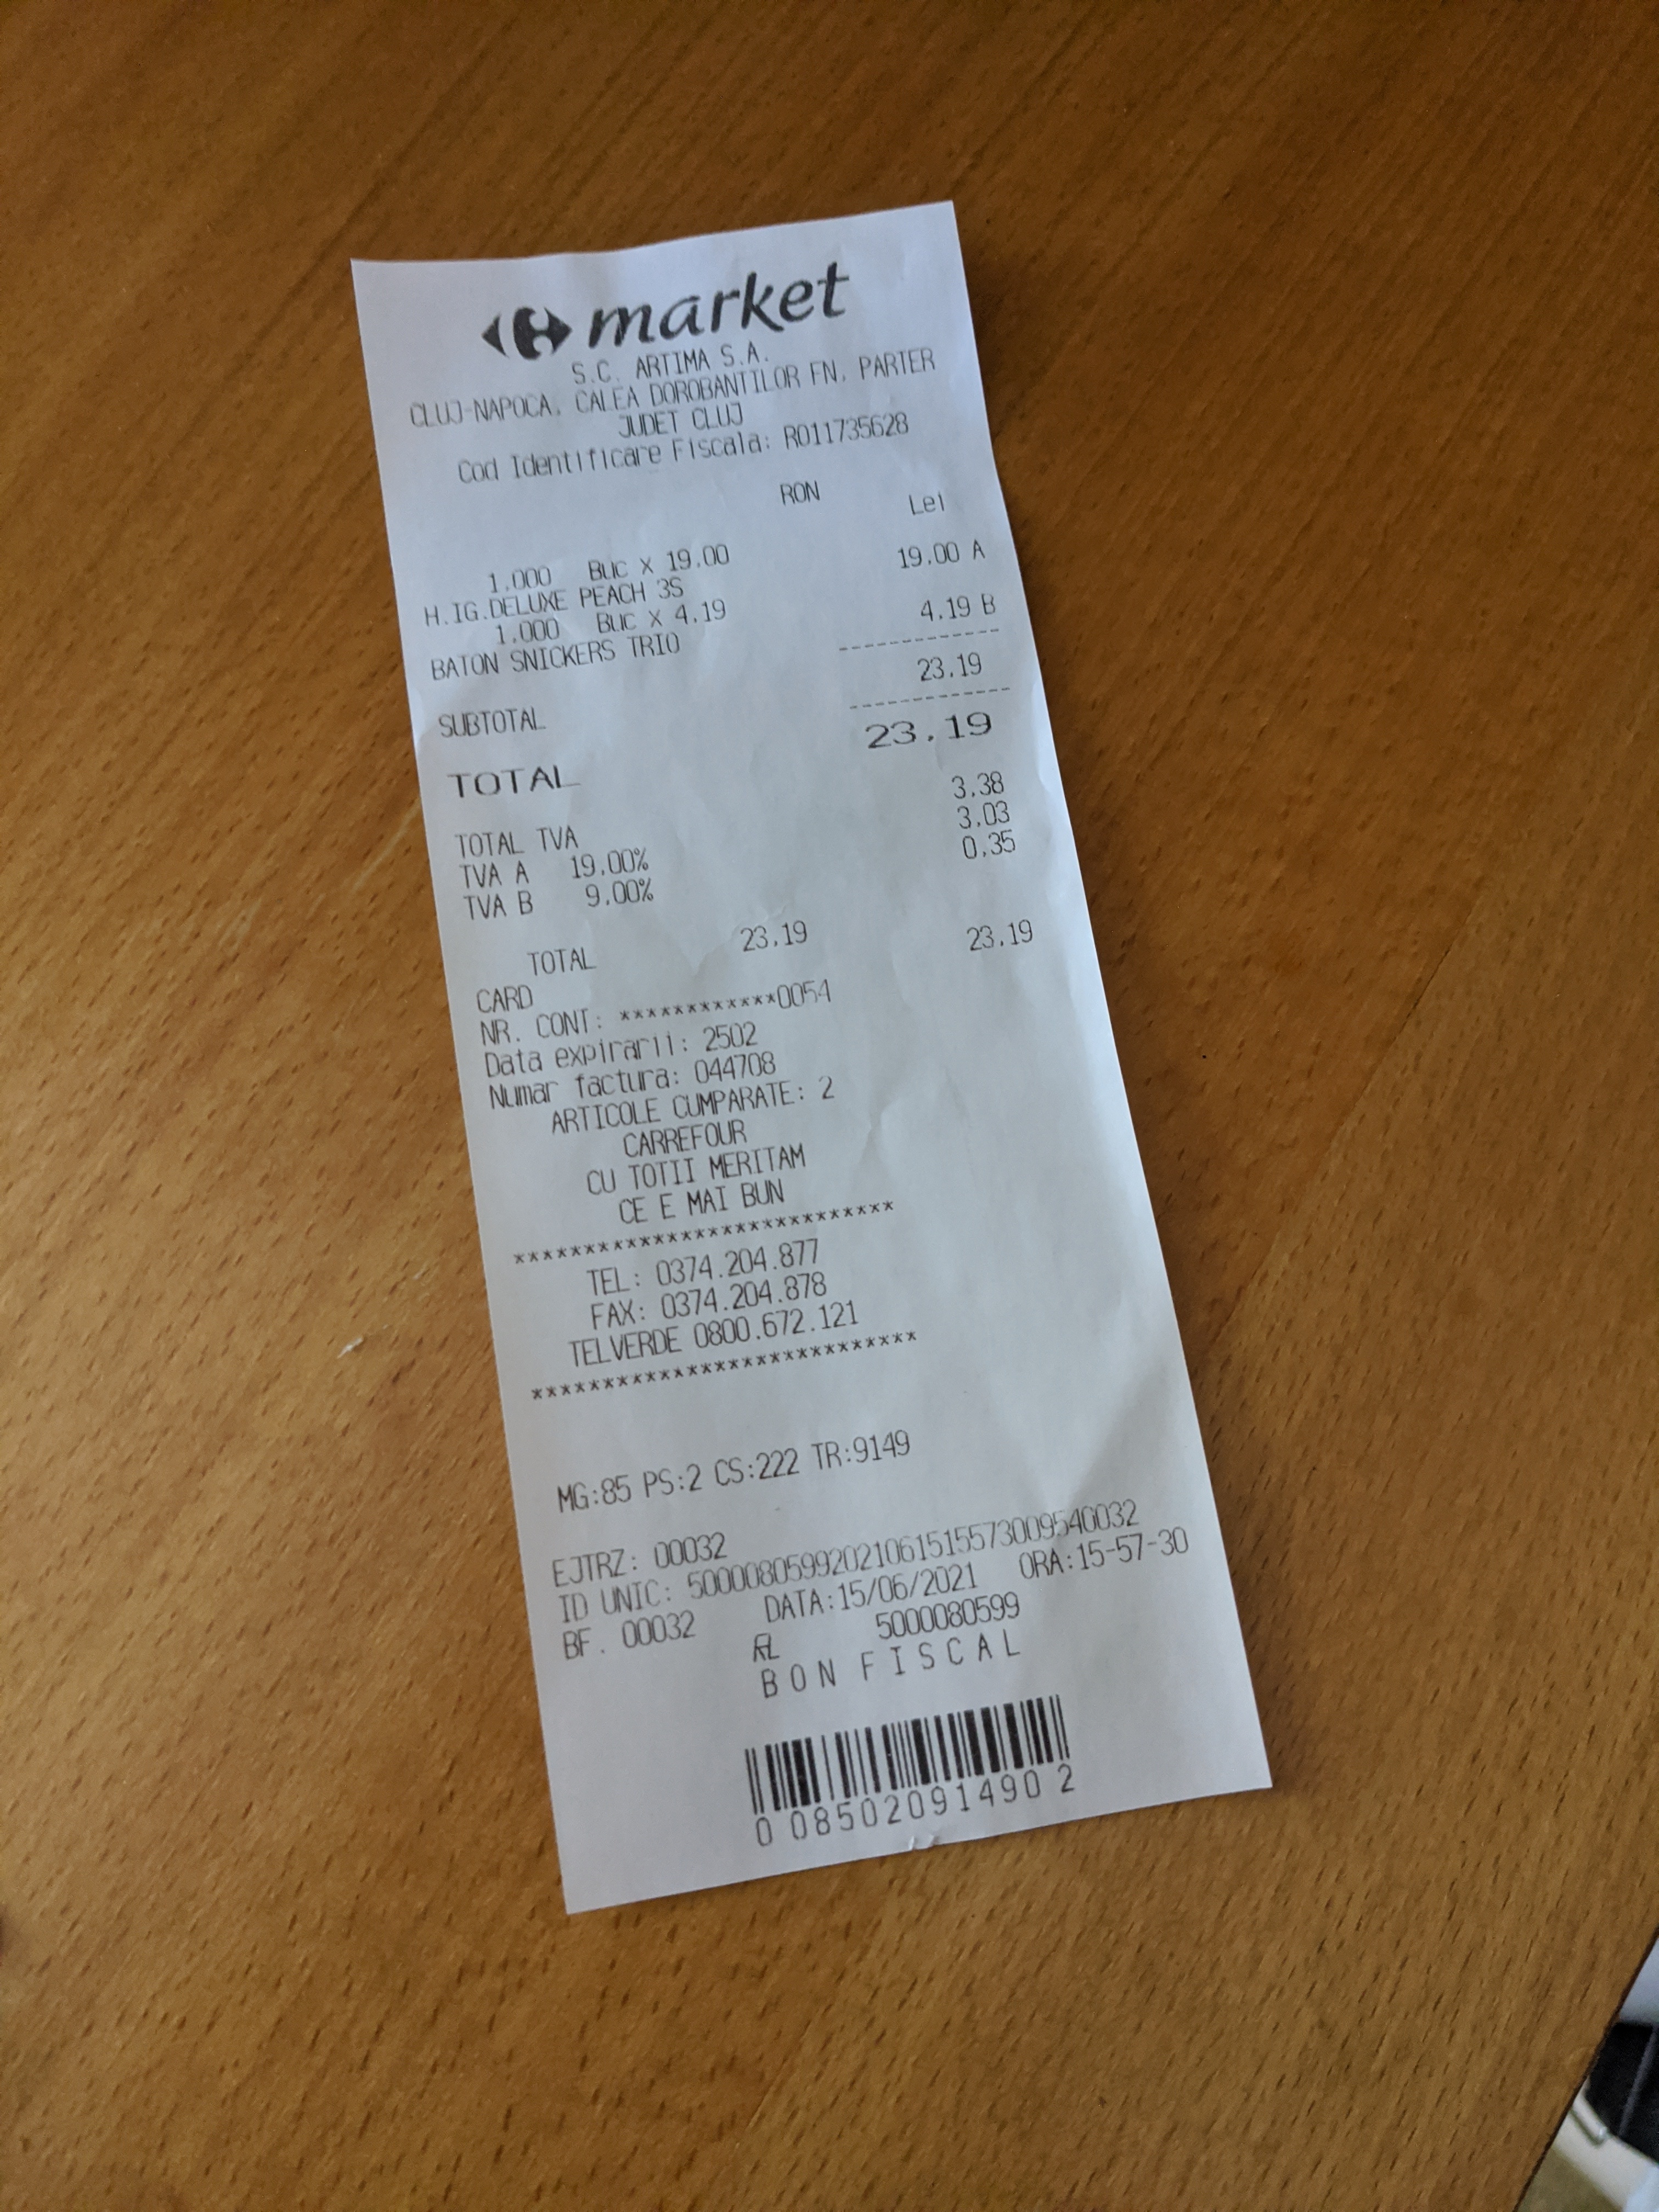 market
S.C. ARTIMA S.A.
CLUJ-NAPOCA, CALEA DOROBANTILOR FN, PARTER
JUDET CLUJ
Cod Identificare Fiscala: RO11735628
RON Lei
1.000 Buc X 19.00 19.00 A
H.IG.DELUXE PEACH 3S
1.000 Buc X 4.19 4.19 B
BATON SNICKERS TRIO
SUBTOTAL 23.19
TOTAL 23.19
TOTAL TVA 3.38
TVA A 19.00% 3.03
TVA B 9.00% 0.35
TOTAL 23.19
CARD 23.19
NR. CONT: ************0054
Data expirarii: 2502
Numar factura: 044708
ARTICOLE CUMPARATE: 2
CARREFOUR
CU TOTII MERITAM
CE E MAI BUN
***************************
TEL: 0374.204.877
FAX: 0374.204.878
TELVERDE 0800.672.121
***************************
MG:85 PS:2 CS:222 TR:9149
EJTRZ: 00032
ID UNIC: 50000805992021061515573009540032
BF. 00032 DATA:15/06/2021 ORA:15-57-30
5000080599
BON FISCAL
0 08502091490 2